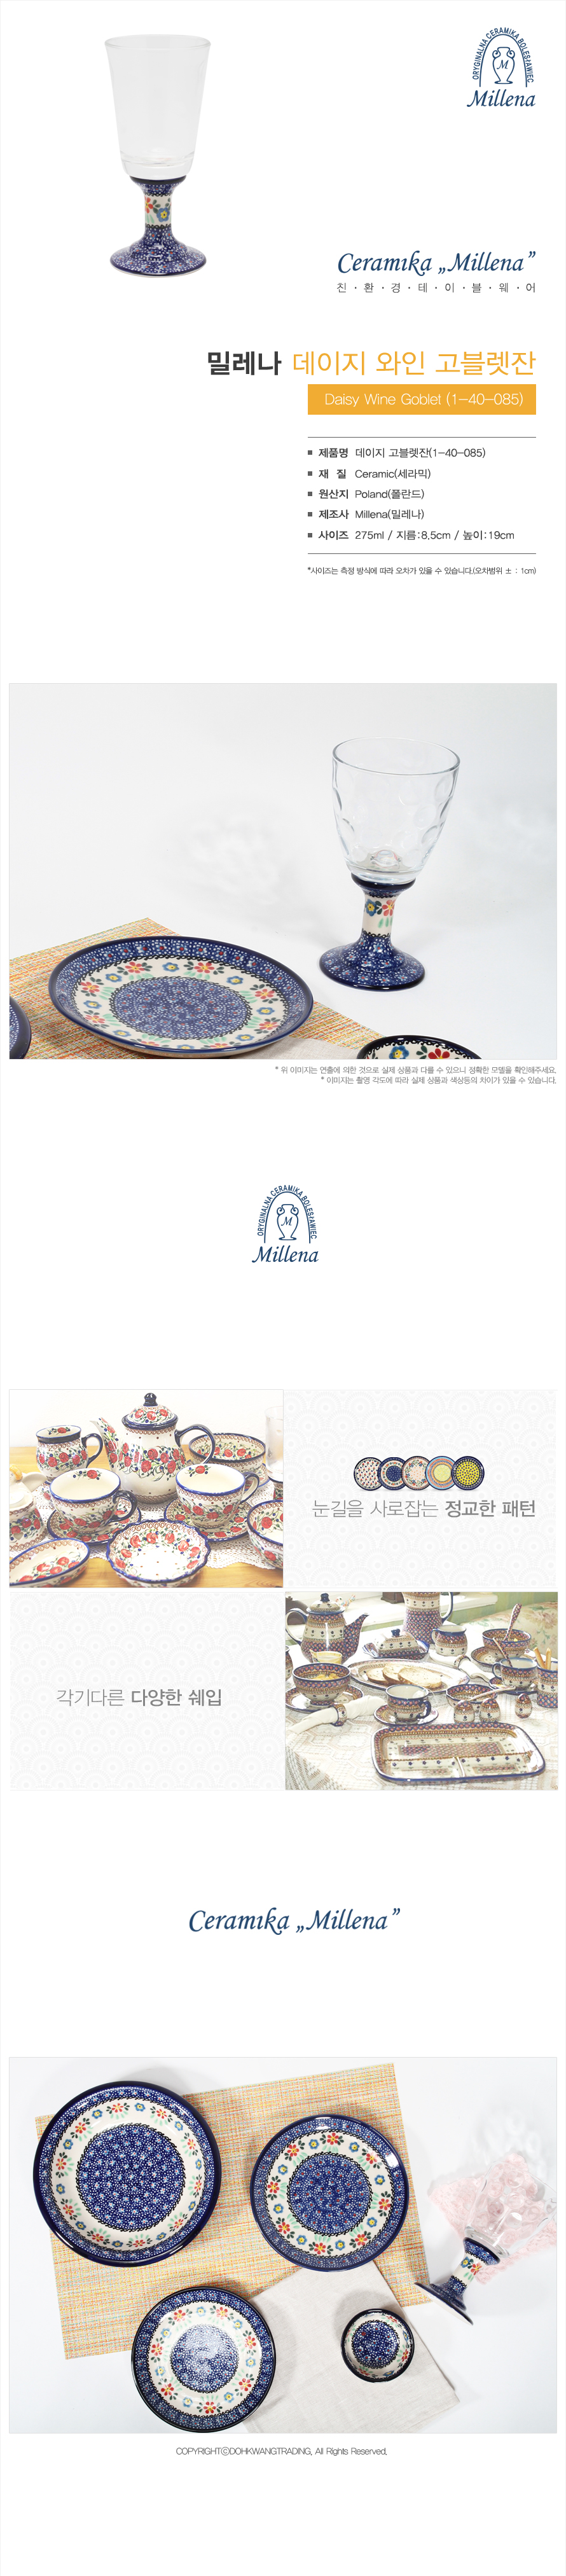 ORYGINALNA CERAMIKA BOLESŁAWIEC
M
Millena
Ceramika „Millena”
친·환·경·테·이·블·웨·어
밀레나 데이지 와인 고블렛잔
Daisy Wine Goblet (1-40-085)
■ 제품명 데이지 고블렛잔(1-40-085)
■ 재 질 Ceramic(세라믹)
■ 원산지 Poland(폴란드)
■ 제조사 Millena(밀레나)
■ 사이즈 275ml / 지름:8.5cm / 높이:19cm
*사이즈는 측정 방식에 따라 오차가 있을 수 있습니다.(오차범위 ± : 1cm)
* 위 이미지는 연출에 의한 것으로 실제 상품과 다를 수 있으니 정확한 모델을 확인해주세요.
* 이미지는 촬영 각도에 따라 실제 상품과 색상등의 차이가 있을 수 있습니다.
ORYGINALNA CERAMIKA BOLESŁAWIEC
M
Millena
눈길을 사로잡는 정교한 패턴
각기다른 다양한 쉐입
Ceramika „Millena”
COPYRIGHTⓒDOHKWANGTRADING, All Rights Reserved.